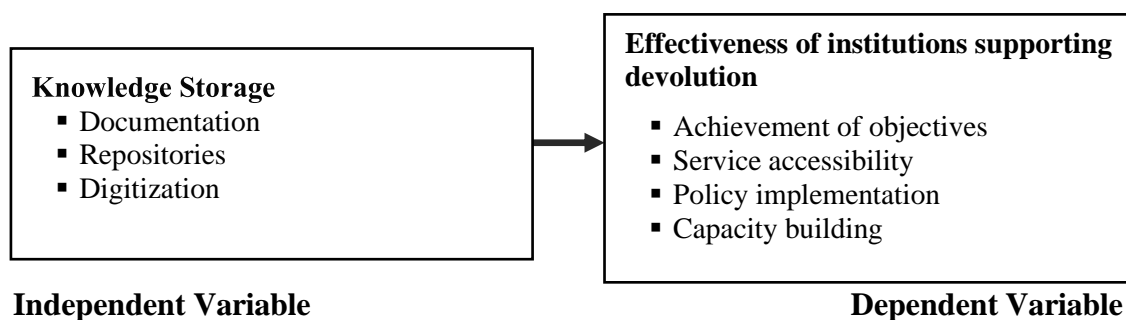 Knowledge Storage
▪ Documentation
▪ Repositories
▪ Digitization
Effectiveness of institutions supporting
devolution
▪ Achievement of objectives
▪ Service accessibility
▪ Policy implementation
▪ Capacity building
Independent Variable
Dependent Variable